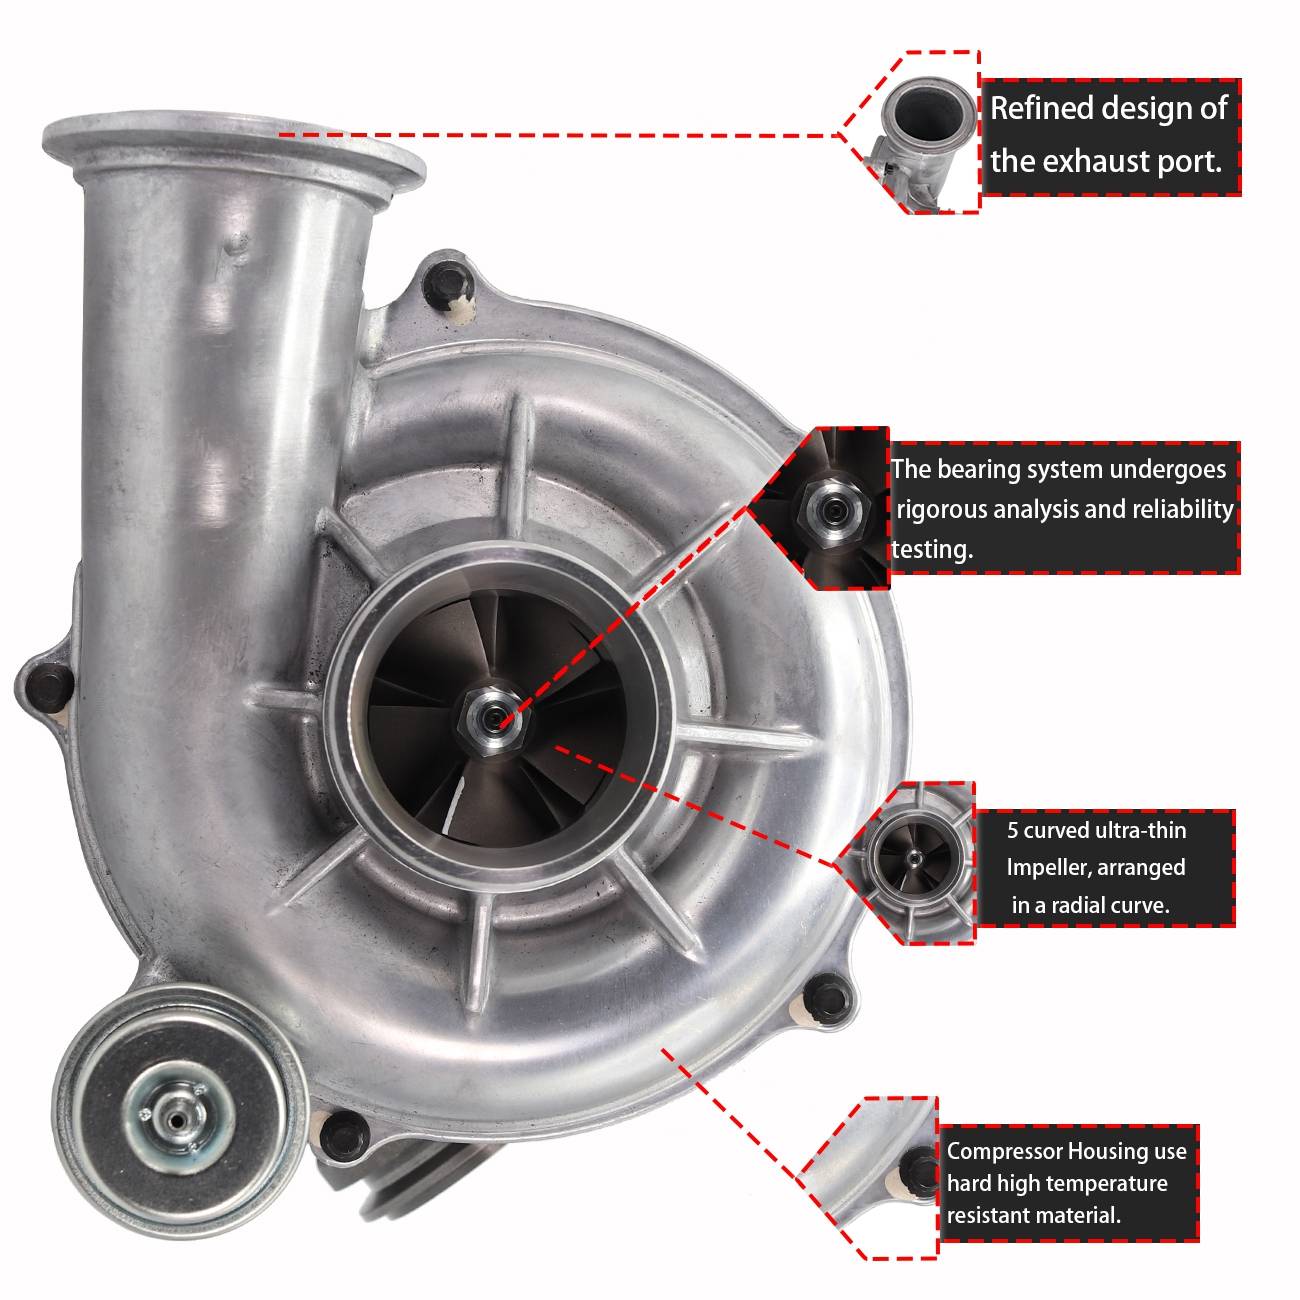 Refined design of
the exhaust port.
The bearing system undergoes
rigorous analysis and reliability
testing.
5 curved ultra-thin
Impeller, arranged
in a radial curve.
Compressor Housing use
hard high temperature
resistant material.